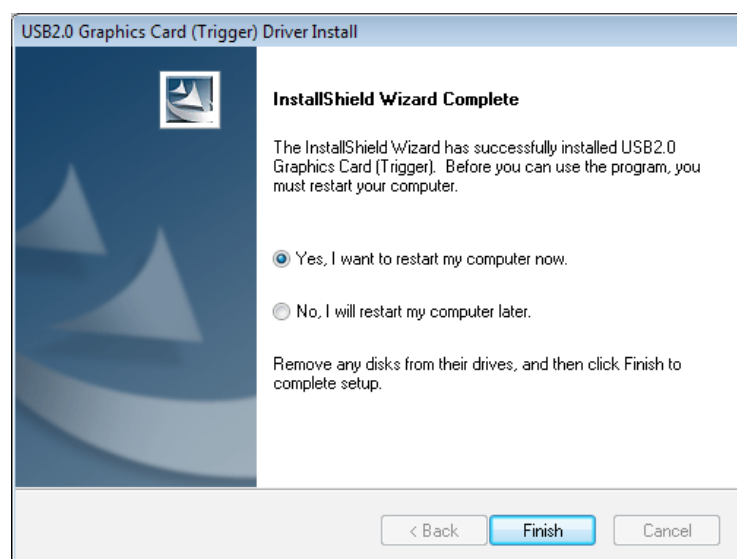 USB2.0 Graphics Card (Trigger) Driver Install
InstallShield Wizard Complete
The InstallShield Wizard has successfully installed USB2.0
Graphics Card (Trigger). Before you can use the program, you
must restart your computer.
Yes, I want to restart my computer now.
No, I will restart my computer later.
Remove any disks from their drives, and then click Finish to
complete setup.
< Back Finish Cancel